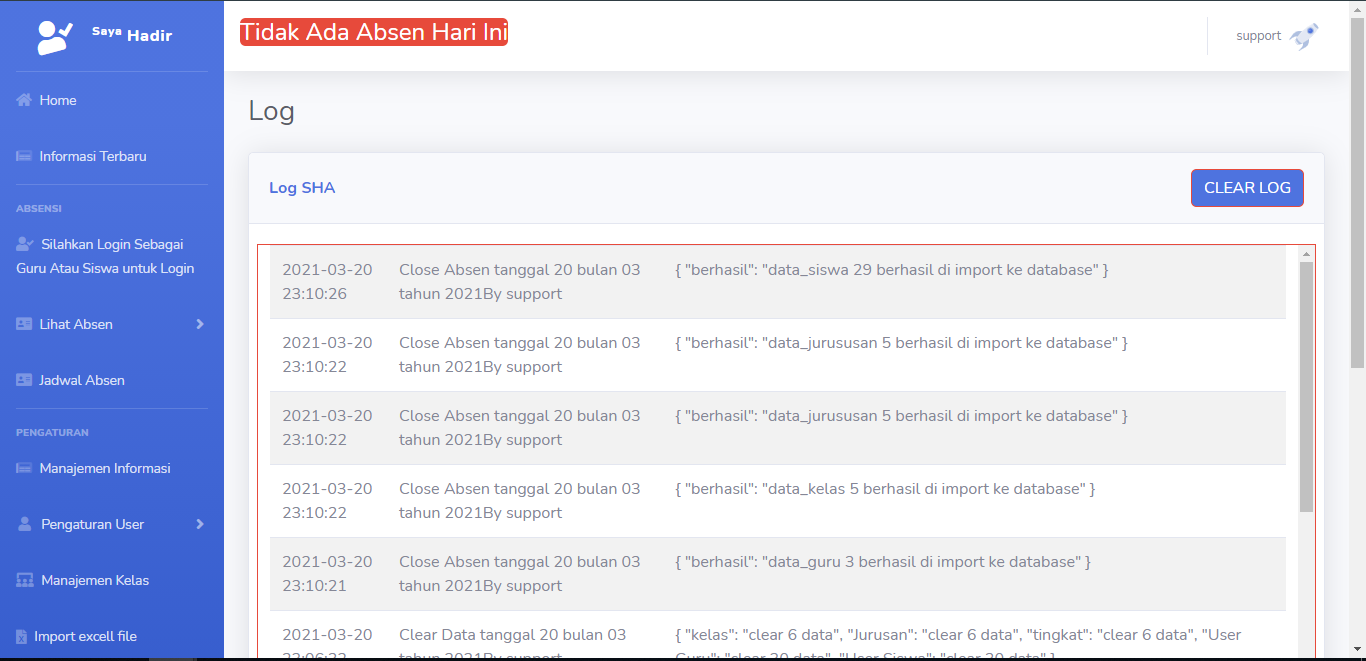 Saya Hadir
Tidak Ada Absen Hari Ini
support
Home
Informasi Terbaru
ABSENSI
Silahkan Login Sebagai
Guru Atau Siswa untuk Login
Lihat Absen
Jadwal Absen
PENGATURAN
Manajemen Informasi
Pengaturan User
Manajemen Kelas
Import excell file
Log
Log SHA
CLEAR LOG
2021-03-20 Close Absen tanggal 20 bulan 03 { "berhasil": "data_siswa 29 berhasil di import ke database" }
23:10:26 tahun 2021By support
2021-03-20 Close Absen tanggal 20 bulan 03 { "berhasil": "data_jurususan 5 berhasil di import ke database" }
23:10:22 tahun 2021By support
2021-03-20 Close Absen tanggal 20 bulan 03 { "berhasil": "data_jurususan 5 berhasil di import ke database" }
23:10:22 tahun 2021By support
2021-03-20 Close Absen tanggal 20 bulan 03 { "berhasil": "data_kelas 5 berhasil di import ke database" }
23:10:22 tahun 2021By support
2021-03-20 Close Absen tanggal 20 bulan 03 { "berhasil": "data_guru 3 berhasil di import ke database" }
23:10:21 tahun 2021By support
2021-03-20 Clear Data tanggal 20 bulan 03 { "kelas": "clear 6 data", "Jurusan": "clear 6 data", "tingkat": "clear 6 data", "User
tahun 2021By support